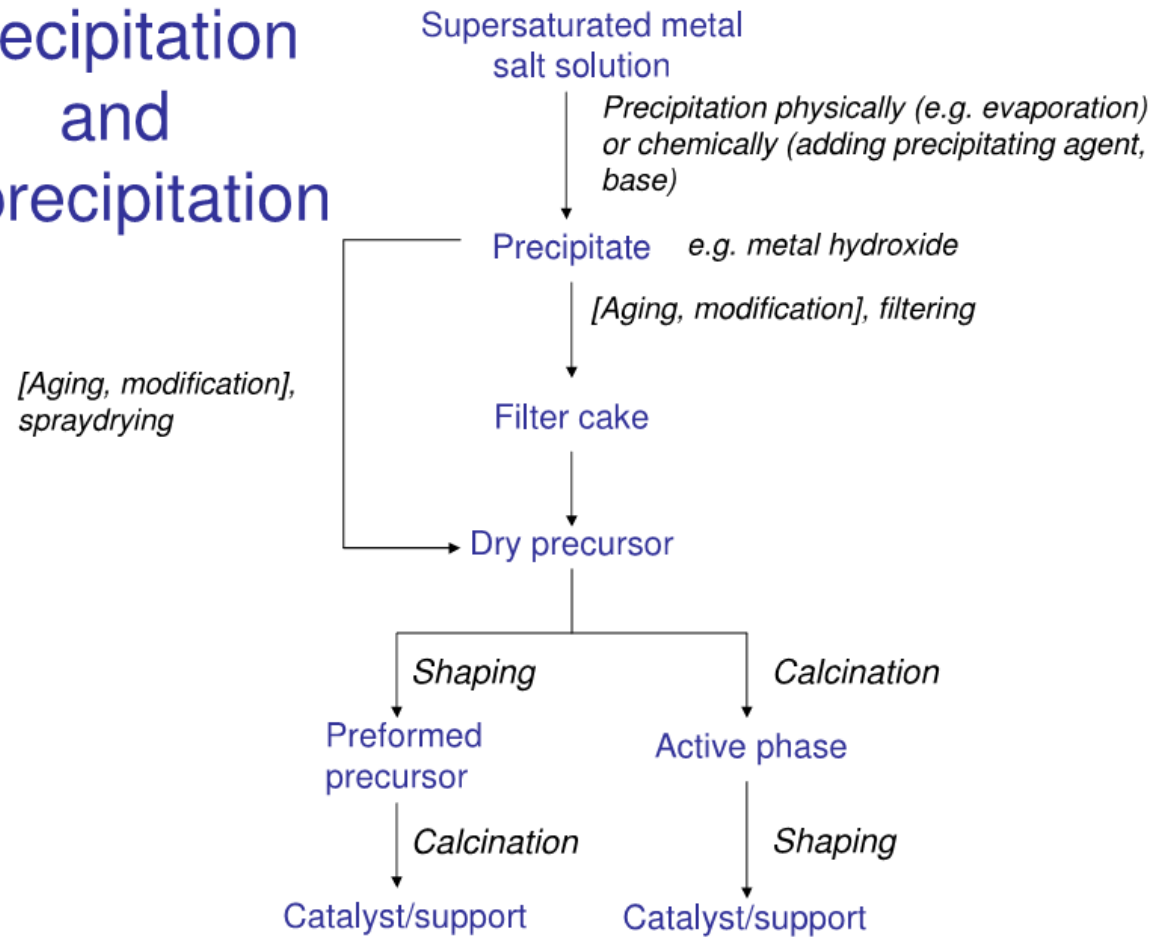 ecipitation
and
precipitation
Supersaturated metal
salt solution
Precipitation physically (e.g. evaporation)
or chemically (adding precipitating agent,
base)
Precipitate e.g. metal hydroxide
[Aging, modification], filtering
[Aging, modification],
spraydrying
Filter cake
Dry precursor
Shaping
Calcination
Preformed
precursor
Active phase
Calcination
Shaping
Catalyst/support
Catalyst/support